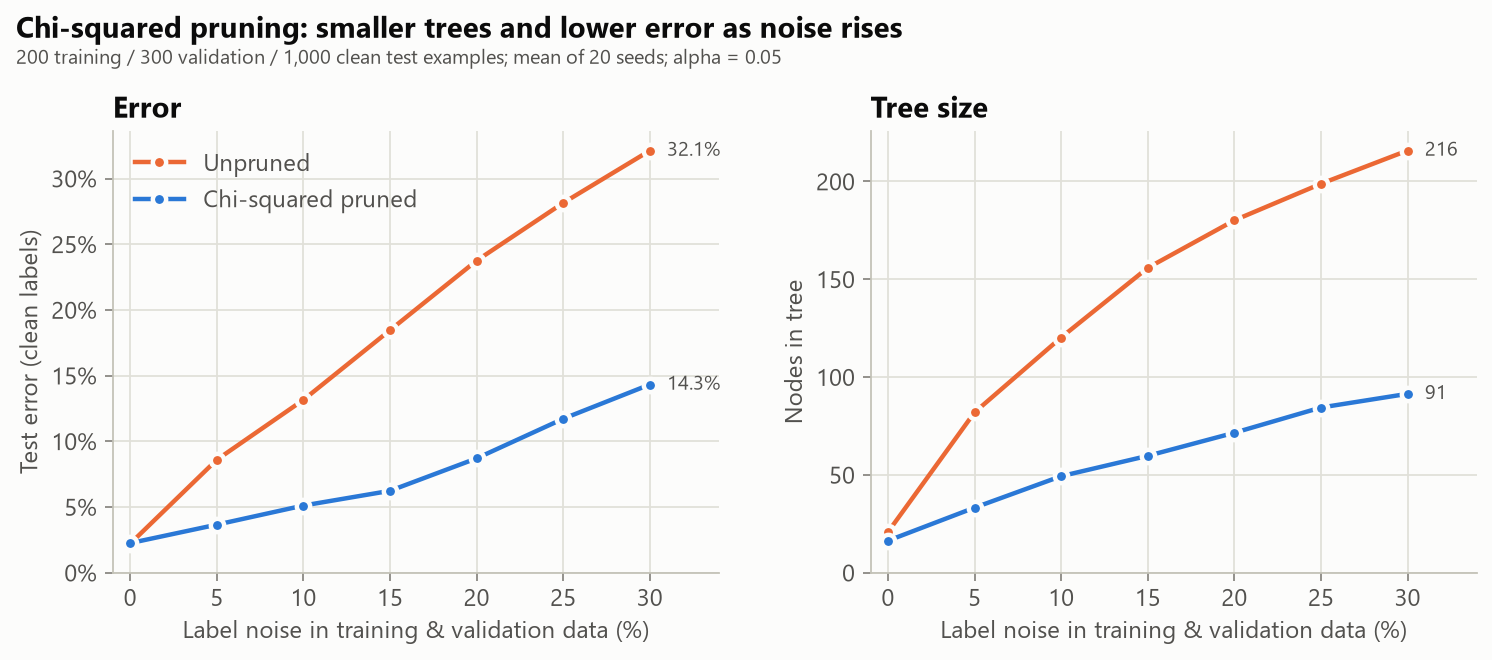 Chi-squared pruning: smaller trees and lower error as noise rises
200 training / 300 validation / 1,000 clean test examples; mean of 20 seeds; alpha = 0.05
Error
Unpruned
Chi-squared pruned
32.1%
14.3%
30%
25%
20%
15%
10%
5%
0%
Test error (clean labels)
0 5 10 15 20 25 30
Label noise in training & validation data (%)
Tree size
216
91
200
150
100
50
0
Nodes in tree
0 5 10 15 20 25 30
Label noise in training & validation data (%)